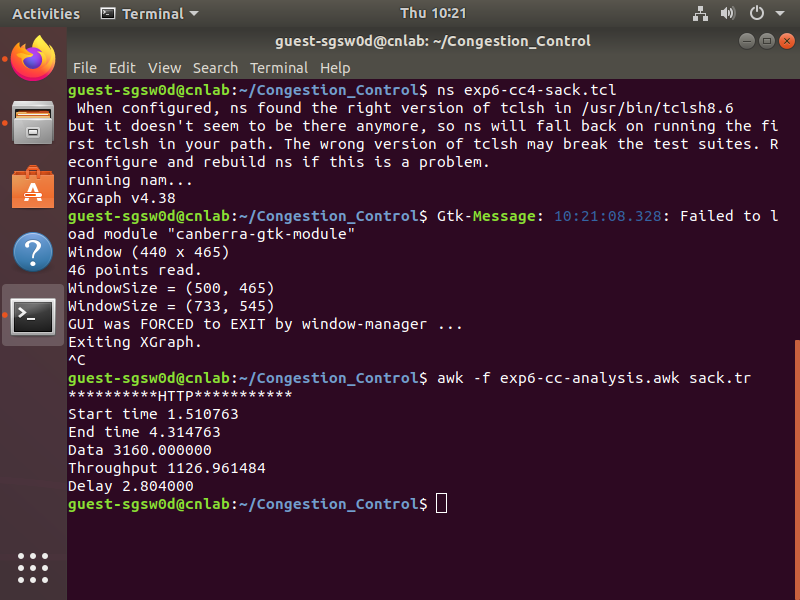 Activities Terminal Thu 10:21
guest-sgsw0d@cnlab: ~/Congestion_Control
File Edit View Search Terminal Help
guest-sgsw0d@cnlab:~/Congestion_Control$ ns exp6-cc4-sack.tcl
When configured, ns found the right version of tclsh in /usr/bin/tclsh8.6
but it doesn't seem to be there anymore, so ns will fall back on running the fi
rst tclsh in your path. The wrong version of tclsh may break the test suites. R
econfigure and rebuild ns if this is a problem.
running nam...
XGraph v4.38
guest-sgsw0d@cnlab:~/Congestion_Control$ Gtk-Message: 10:21:08.328: Failed to l
oad module "canberra-gtk-module"
Window (440 x 465)
46 points read.
WindowSize = (500, 465)
WindowSize = (733, 545)
GUI was FORCED to EXIT by window-manager ...
Exiting XGraph.
^C
guest-sgsw0d@cnlab:~/Congestion_Control$ awk -f exp6-cc-analysis.awk sack.tr
**********HTTP***********
Start time 1.510763
End time 4.314763
Data 3160.000000
Throughput 1126.961484
Delay 2.804000
guest-sgsw0d@cnlab:~/Congestion_Control$